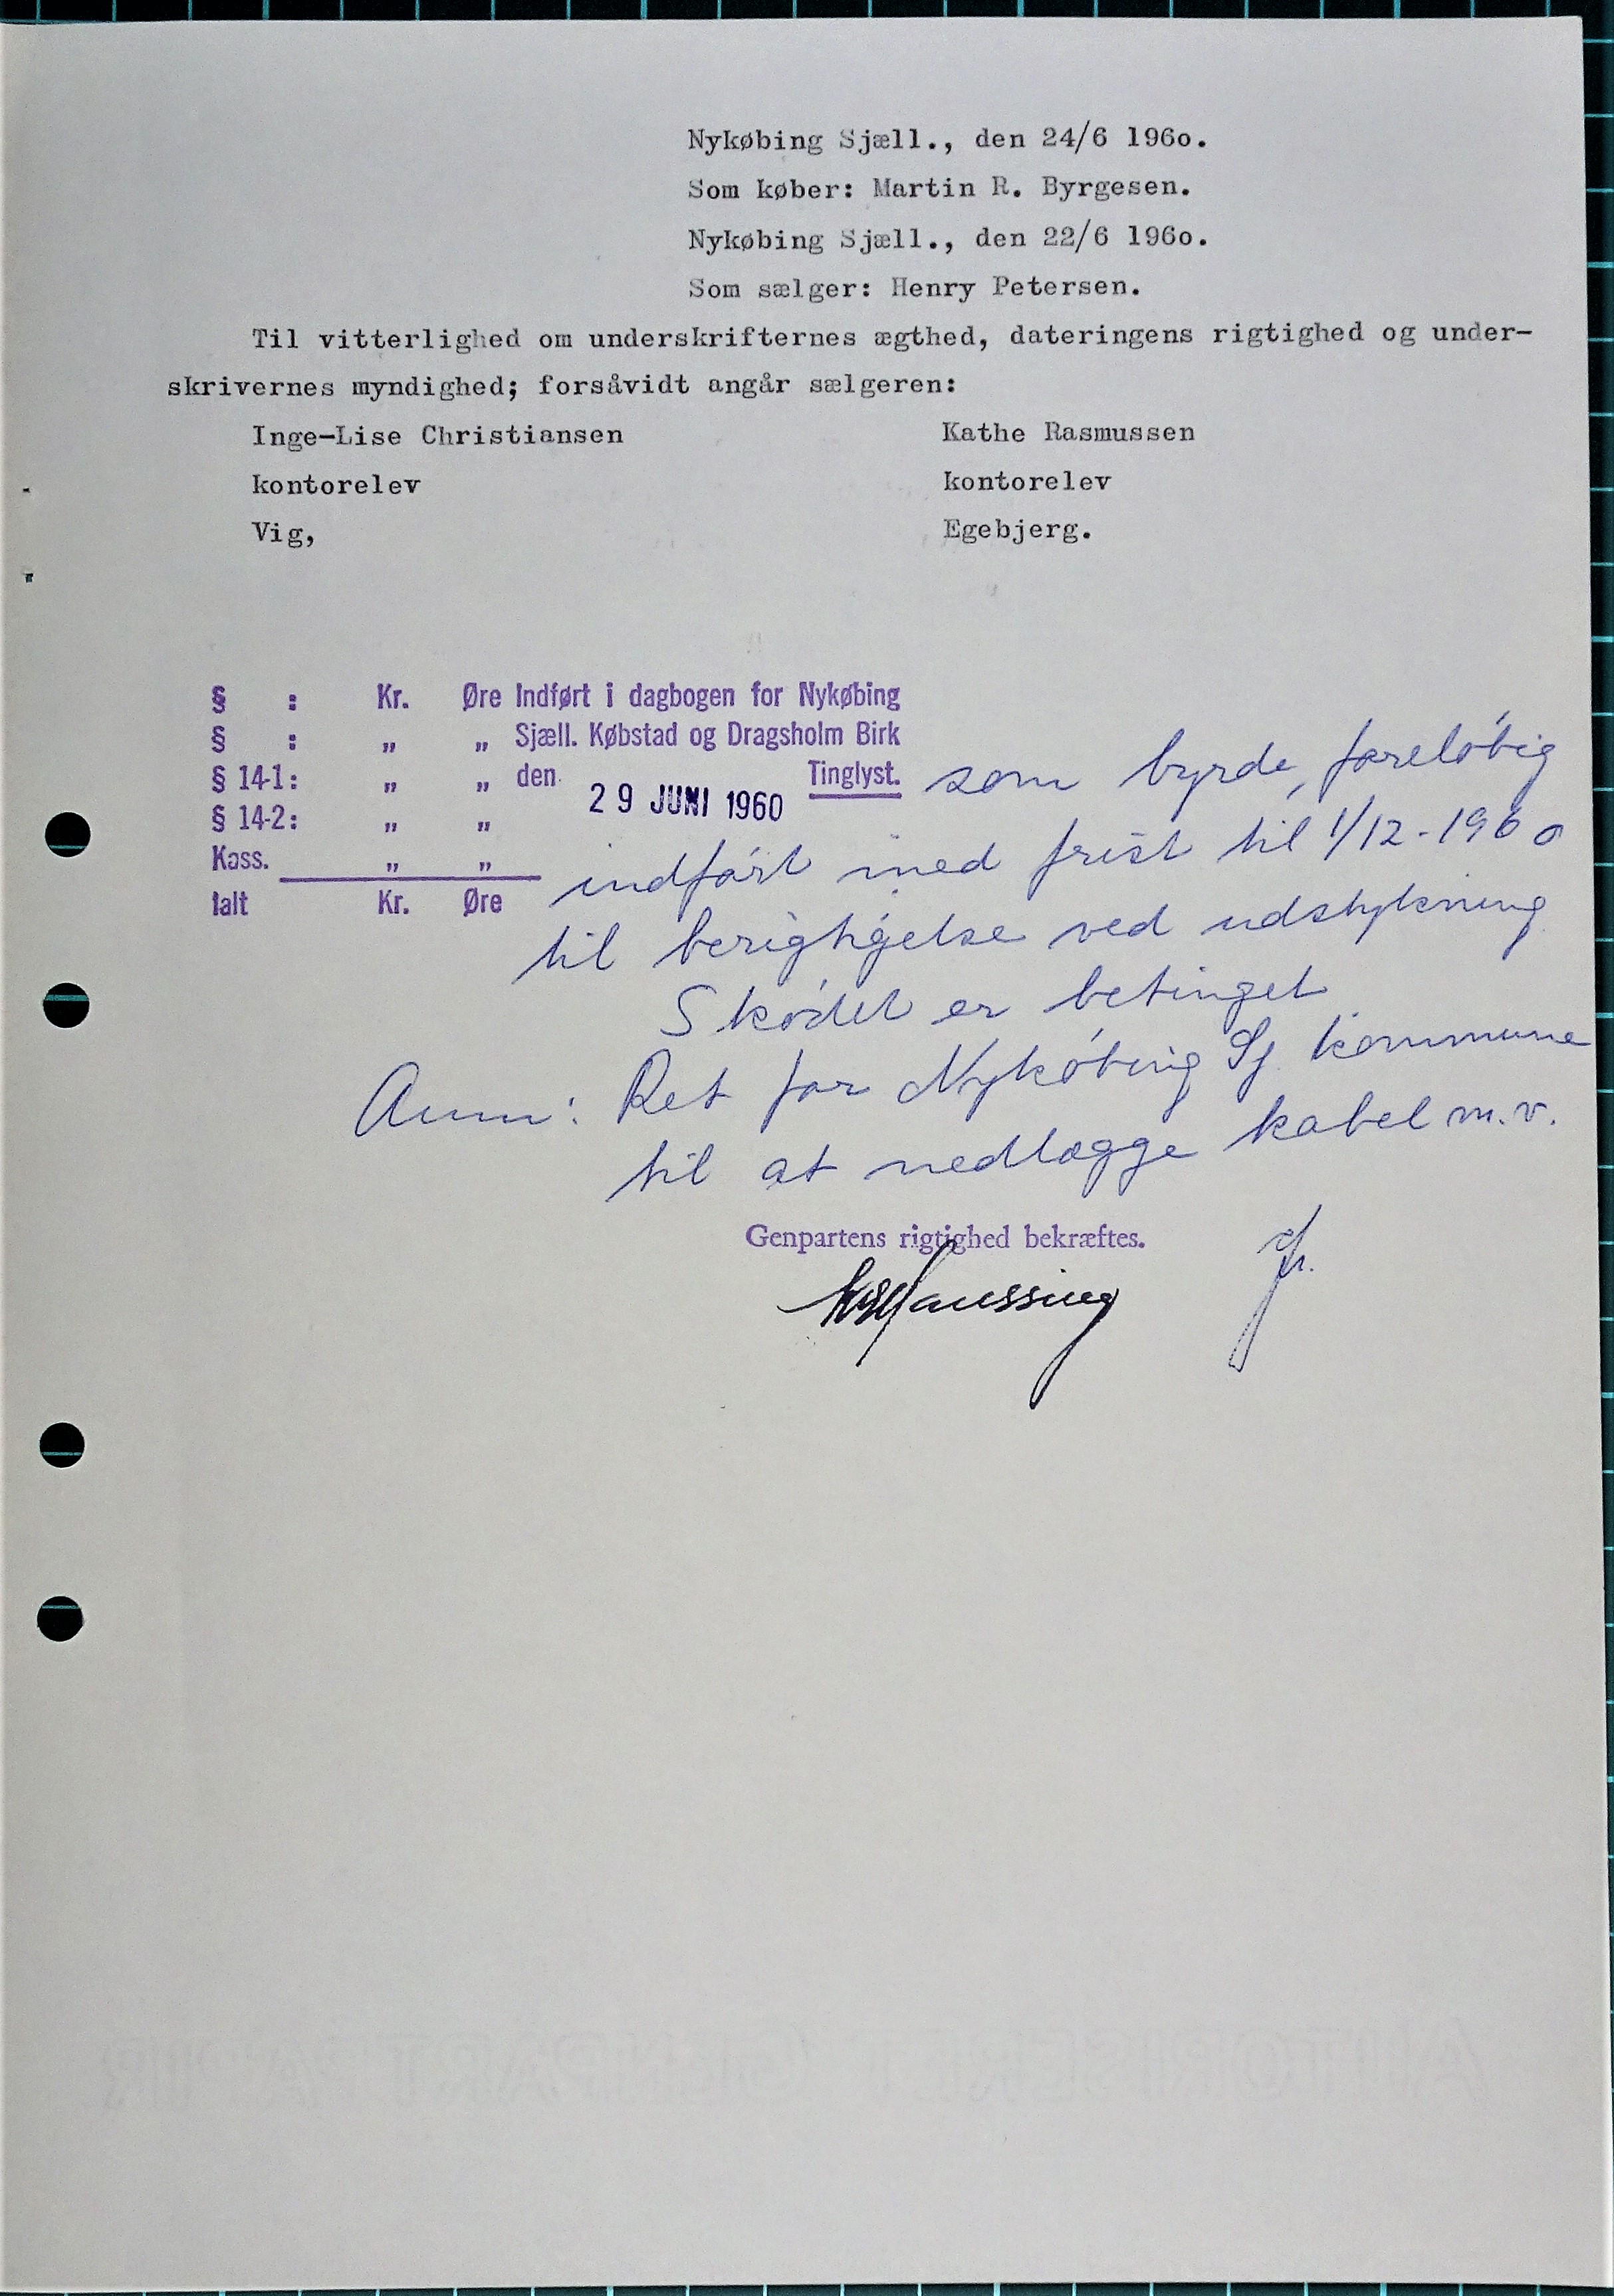 Nykøbing Sjæll., den 24/6 196o.
Som køber: Martin R. Byrgesen.
Nykøbing Sjæll., den 22/6 196o.
Som sælger: Henry Petersen.
Til vitterlighed om underskrifternes ægthed, dateringens rigtighed og under-
skrivernes myndighed; forsåvidt angår sælgeren:
Inge-Lise Christiansen Kathe Rasmussen
kontorelev kontorelev
Vig, Egebjerg.
§ : Kr. Øre Indført i dagbogen for Nykøbing
§ : „ „ Sjæll. Købstad og Dragsholm Birk
§ 14-1: „ „ den 29 JUNI 1960 Tinglyst. som byrde, foreløbig
§ 14-2: „ „
Kass. „ „ indført med frist til 1/12-1960
Ialt Kr. Øre
til berigtigelse ved udstykning
Skødet er betinget
Anm: Ret for Nykøbing Sj. kommune
til at nedlægge kabel m.v.
Genpartens rigtighed bekræftes.
AUTORISERET GENPARTPAPIR